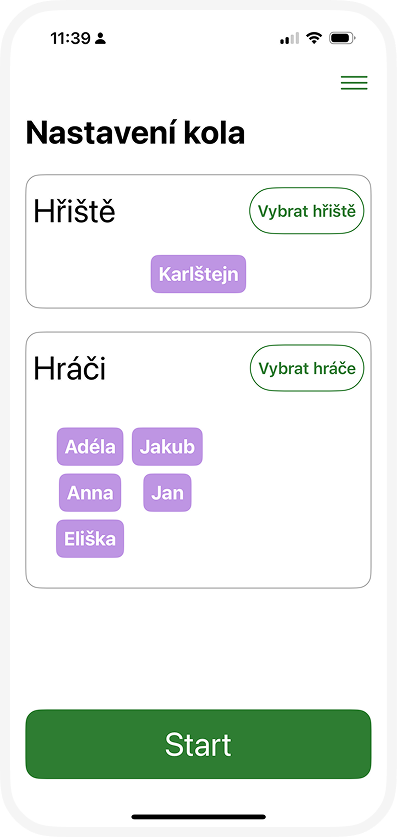 11:39
Nastavení kola
Hřiště
Vybrat hřiště
Karlštejn
Hráči
Vybrat hráče
Adéla Jakub
Anna Jan
Eliška
Start